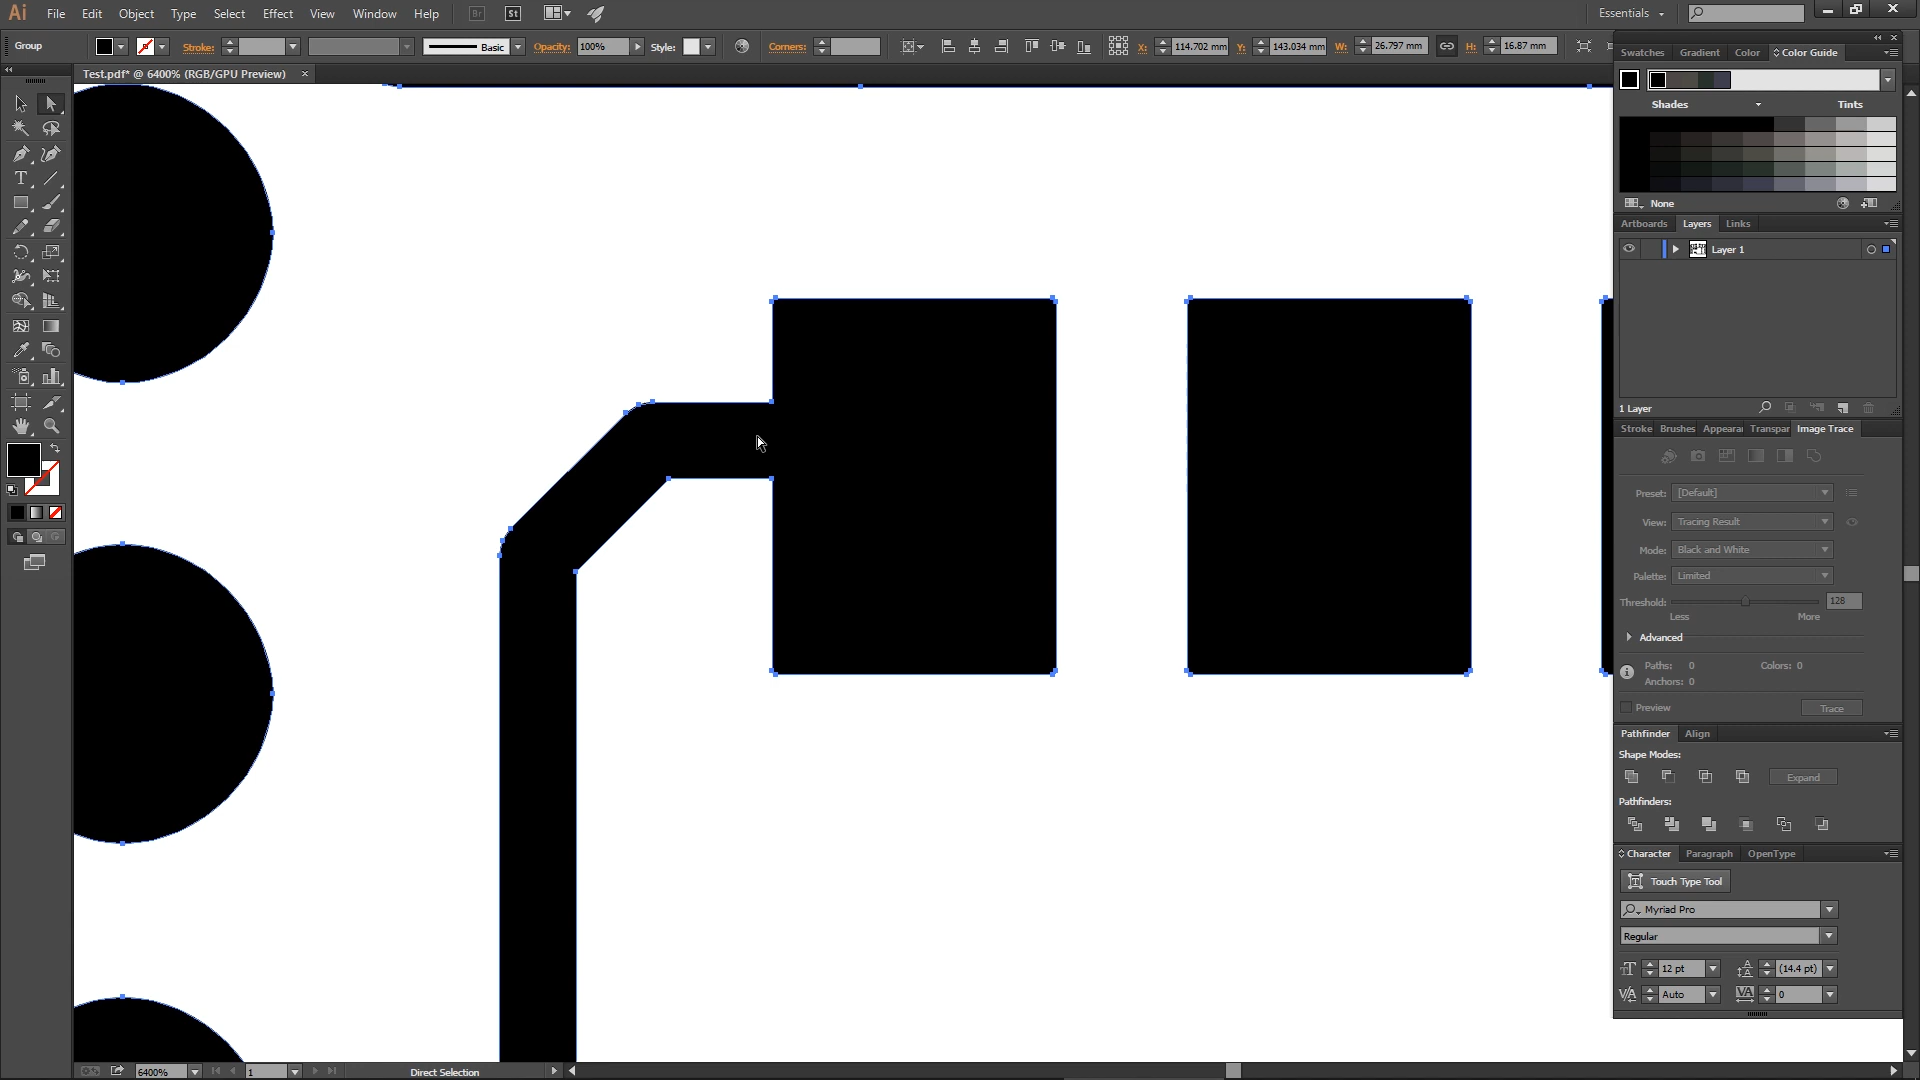 Ai File Edit Object Type Select Effect View Window Help Br St Essentials
Group Stroke: Basic Opacity: 100% Style: Corners: X: 114.702 mm Y: 143.034 mm W: 26.797 mm H: 16.87 mm
Test.pdf* @ 6400% (RGB/GPU Preview)
Swatches Gradient Color Color Guide
Shades Tints
None
Artboards Layers Links
Layer 1
1 Layer
Stroke Brushes Appearar Transpar Image Trace
Preset: [Default]
View: Tracing Result
Mode: Black and White
Palette: Limited
Threshold: 128
Less More
Advanced
Paths: 0 Colors: 0
Anchors: 0
Preview Trace
Pathfinder Align
Shape Modes:
Expand
Pathfinders:
Character Paragraph OpenType
Touch Type Tool
Myriad Pro
Regular
12 pt (14.4 pt)
Auto 0
6400% 1 Direct Selection